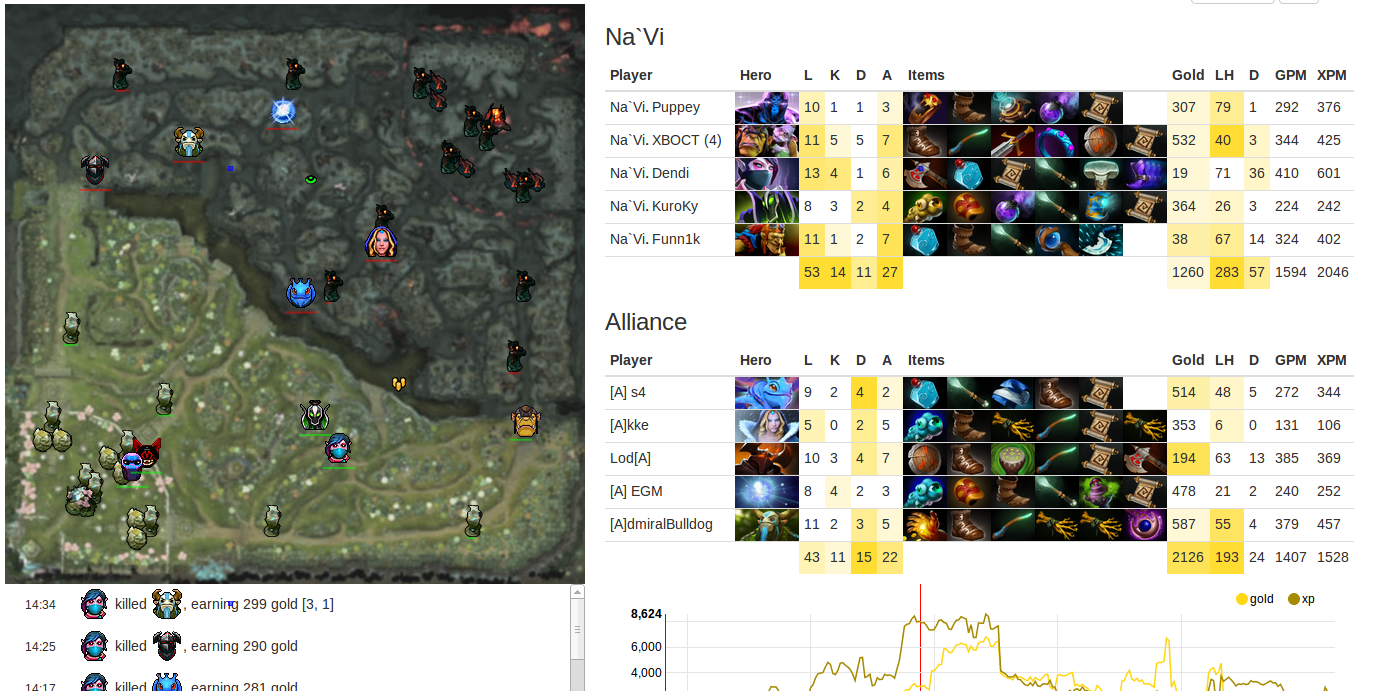 Na`Vi
Player Hero L K D A Items Gold LH D GPM XPM
Na`Vi. Puppey 10 1 1 3 307 79 1 292 376
Na`Vi. XBOCT (4) 11 5 5 7 532 40 3 344 425
Na`Vi. Dendi 13 4 1 6 19 71 36 410 601
Na`Vi. KuroKy 8 3 2 4 364 26 3 224 242
Na`Vi. Funn1k 11 1 2 7 38 67 14 324 402
53 14 11 27 1260 283 57 1594 2046
Alliance
Player Hero L K D A Items Gold LH D GPM XPM
[A] s4 9 2 4 2 514 48 5 272 344
[A]kke 5 0 2 5 353 6 0 131 106
Lod[A] 10 3 4 7 194 63 13 385 369
[A] EGM 8 4 2 3 478 21 2 240 252
[A]dmiralBulldog 11 2 3 5 587 55 4 379 457
43 11 15 22 2126 193 24 1407 1528
14:34 killed , earning 299 gold [3, 1]
14:25 killed , earning 290 gold
14:17 killed , earning 281 gold
gold xp
8,624
6,000
4,000